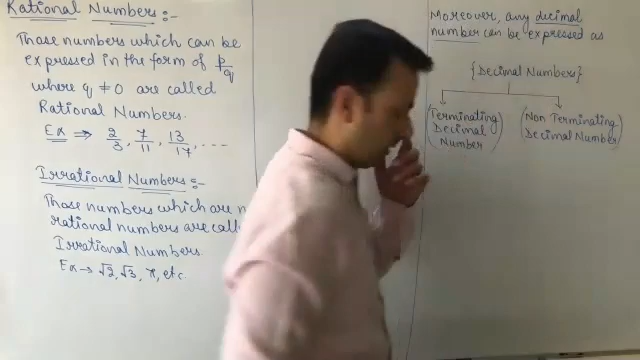 Rational Numbers:-
Those numbers which can be
expressed in the form of p/q
where q ≠ 0 are called
Rational Numbers.
Ex ⇒ 2/3, 7/11, 13/17, ....
Irrational Numbers:-
Those numbers which are
rational numbers are
Irrational Numbers.
Ex → √2, √3, π, etc
Moreover, any decimal
number can be expressed as
{Decimal Numbers}
(Terminating
Decimal
Number)
(Non Terminating
Decimal Number)